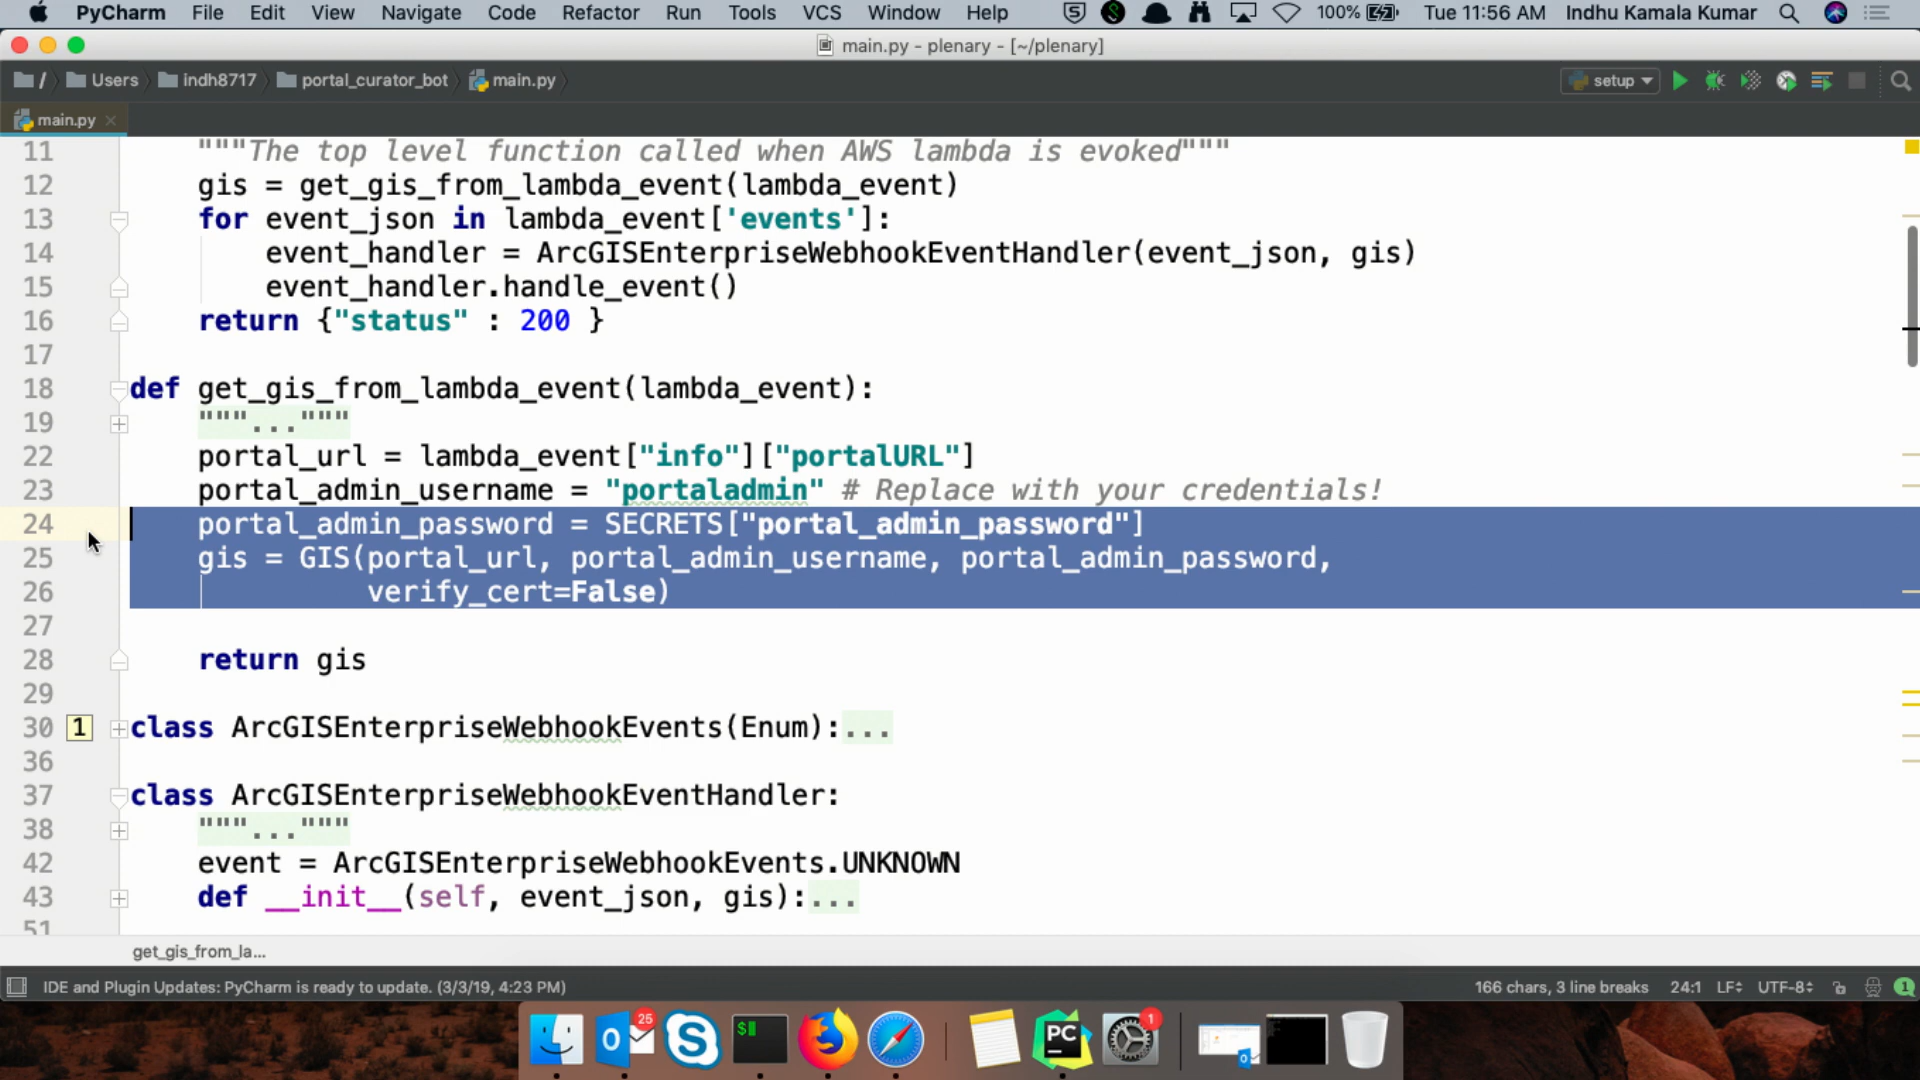 PyCharm File Edit View Navigate Code Refactor Run Tools VCS Window Help 100% Tue 11:56 AM Indhu Kamala Kumar
main.py - plenary - [~/plenary]
/ Users indh8717 portal_curator_bot main.py setup
main.py
11 """The top level function called when AWS lambda is evoked"""
12 gis = get_gis_from_lambda_event(lambda_event)
13 for event_json in lambda_event['events']:
14 event_handler = ArcGISEnterpriseWebhookEventHandler(event_json, gis)
15 event_handler.handle_event()
16 return {"status" : 200 }
17
18 def get_gis_from_lambda_event(lambda_event):
19 """..."""
22 portal_url = lambda_event["info"]["portalURL"]
23 portal_admin_username = "portaladmin" # Replace with your credentials!
24 portal_admin_password = SECRETS["portal_admin_password"]
25 gis = GIS(portal_url, portal_admin_username, portal_admin_password,
26 verify_cert=False)
27
28 return gis
29
30 1 class ArcGISEnterpriseWebhookEvents(Enum):...
36
37 class ArcGISEnterpriseWebhookEventHandler:
38 """..."""
42 event = ArcGISEnterpriseWebhookEvents.UNKNOWN
43 def __init__(self, event_json, gis):...
51
get_gis_from_la...
IDE and Plugin Updates: PyCharm is ready to update. (3/3/19, 4:23 PM) 166 chars, 3 line breaks 24:1 LF UTF-8 1
25 $ PC 1